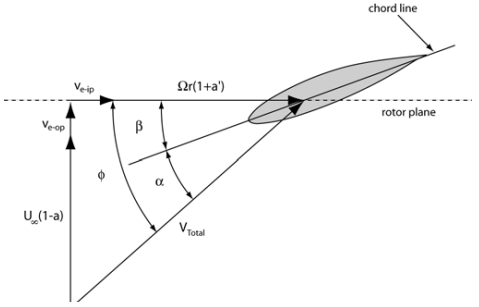 chord line
v_e-ip
Ωr(1+a')
rotor plane
v_e-op
β
α
ϕ
U_∞(1-a)
V_Total